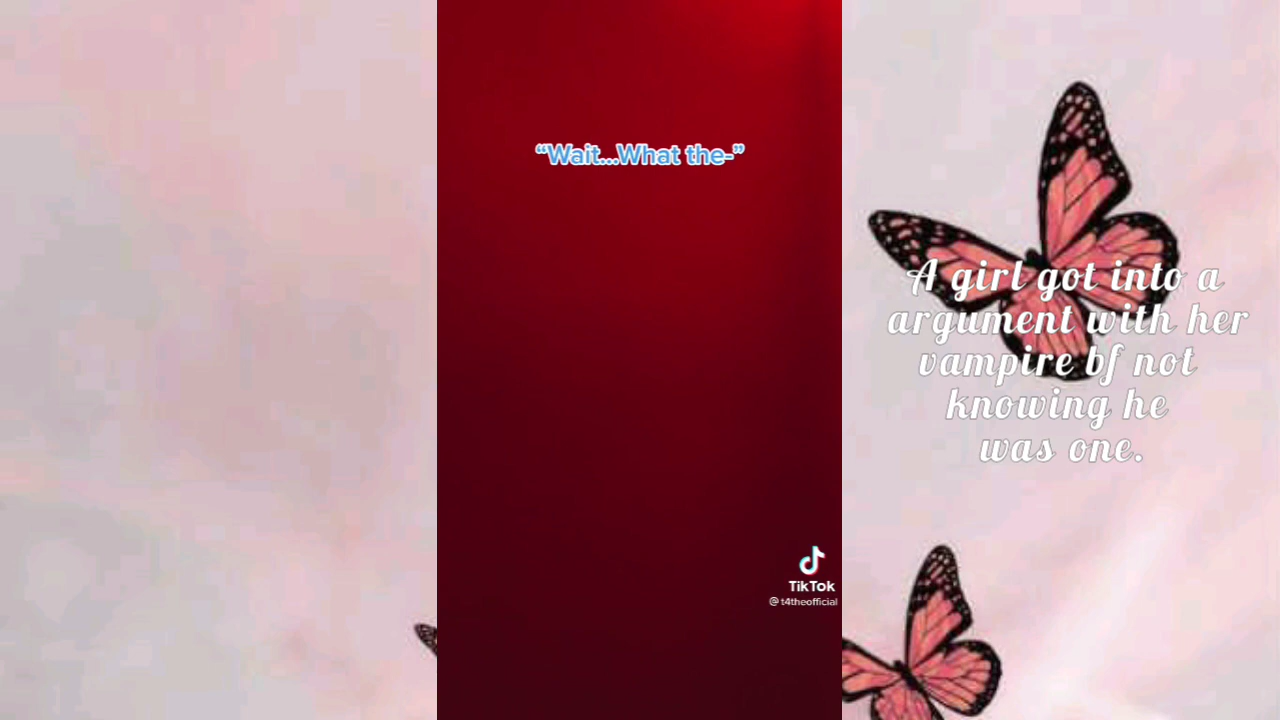 “Wait...What the-”
A girl got into a
argument with her
vampire bf not
knowing he
was one.
TikTok
@t4theofficial